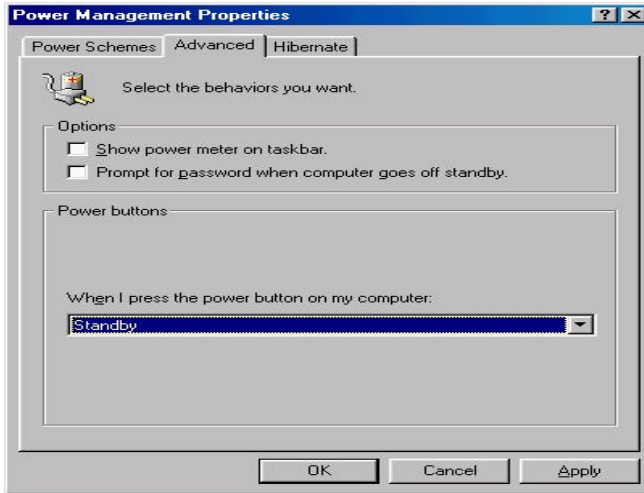 Power Management Properties
Power Schemes Advanced Hibernate
Select the behaviors you want.
Options
Show power meter on taskbar.
Prompt for password when computer goes off standby.
Power buttons
When I press the power button on my computer:
Standby
OK Cancel Apply